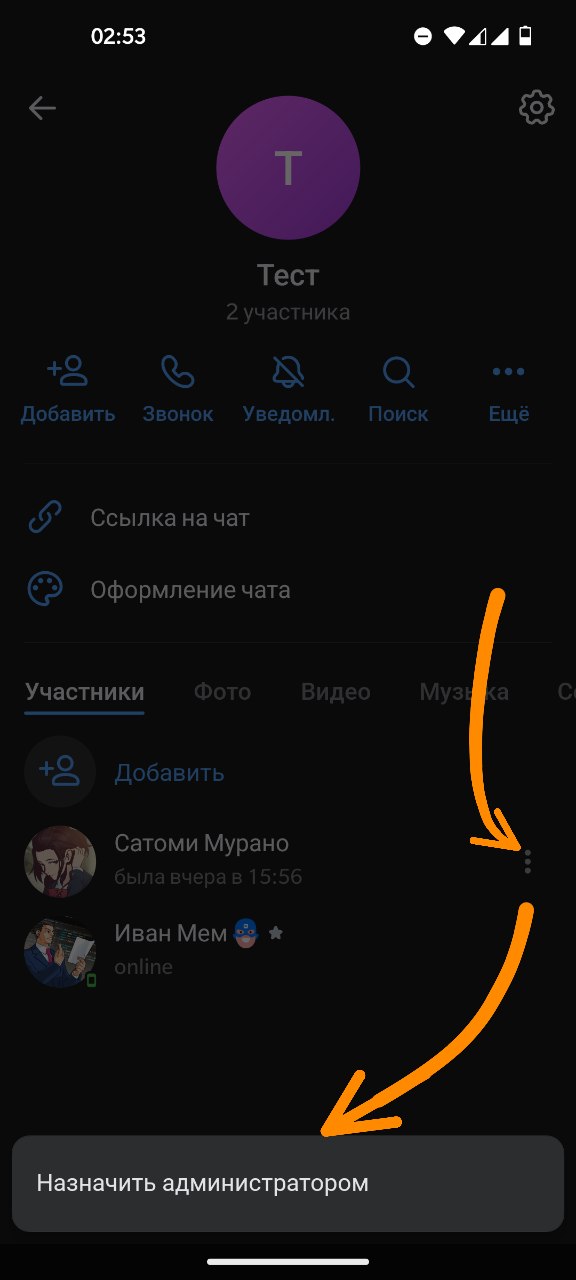 02:53
Т
Тест
2 участника
Добавить Звонок Уведомл. Поиск Ещё
Ссылка на чат
Оформление чата
Участники Фото Видео Музыка
Добавить
Сатоми Мурано
была вчера в 15:56
Иван Мем
online
Назначить администратором